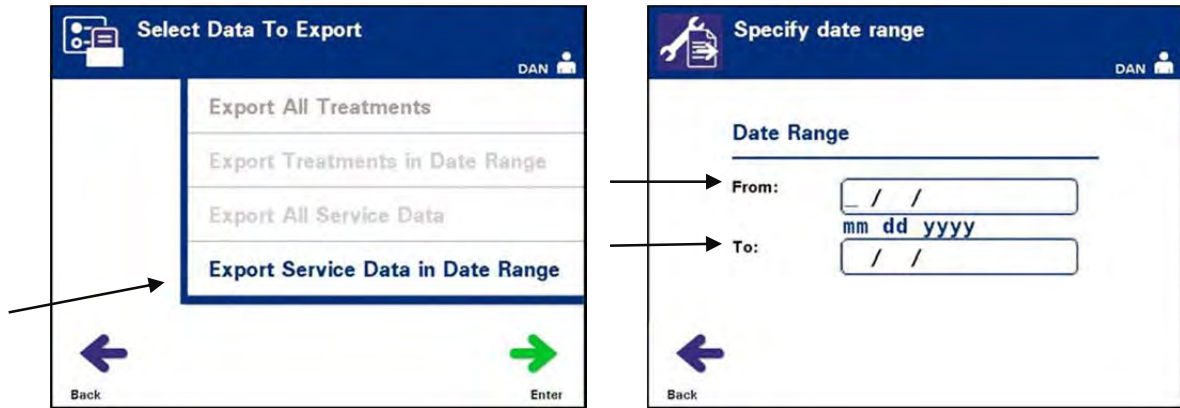 Select Data To Export
DAN
Export All Treatments
Export Treatments in Date Range
Export All Service Data
Export Service Data in Date Range
Back
Enter
Specify date range
DAN
Date Range
From:
_ / /
mm dd yyyy
To:
/ /
Back